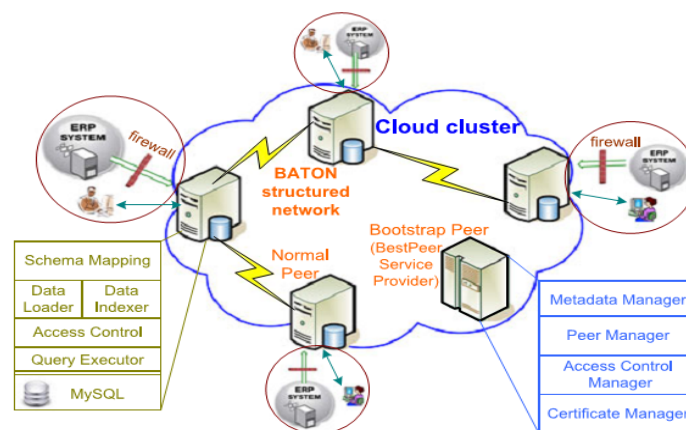 ERP
SYSTEM
Cloud cluster
firewall
ERP
SYSTEM
firewall
ERP
SYSTEM
BATON
structured
network
Bootstrap Peer
(BestPeer
Service
Provider)
Normal
Peer
Schema Mapping
Data
Loader
Data
Indexer
Access Control
Query Executor
MySQL
Metadata Manager
Peer Manager
Access Control
Manager
Certificate Manager
ERP
SYSTEM